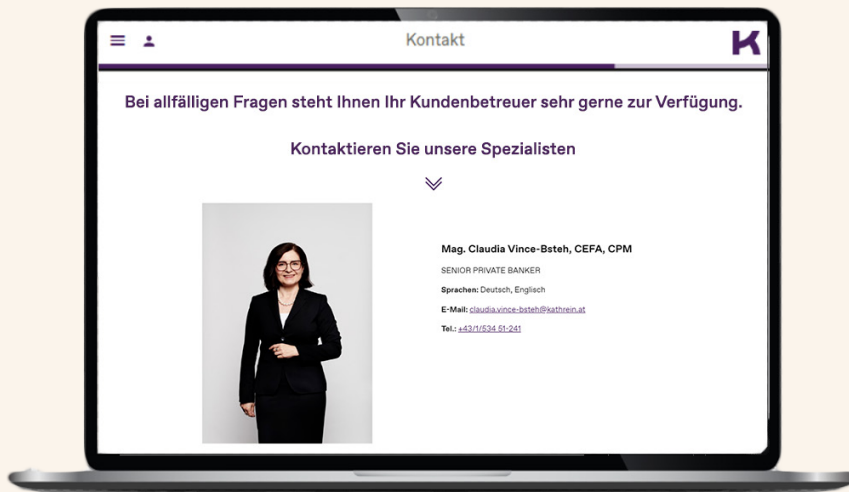 Kontakt
Bei allfälligen Fragen steht Ihnen Ihr Kundenbetreuer sehr gerne zur Verfügung.
Kontaktieren Sie unsere Spezialisten
Mag. Claudia Vince-Bsteh, CEFA, CPM
SENIOR PRIVATE BANKER
Sprachen: Deutsch, Englisch
E-Mail: claudia.vince-bsteh@kathrein.at
Tel.: +43/1/534 51-241